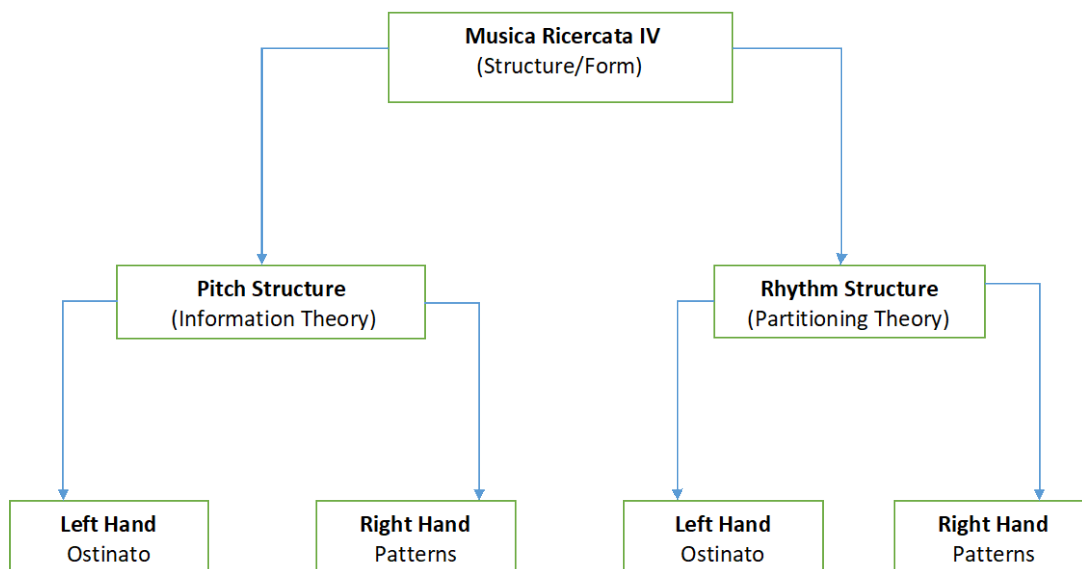 Musica Ricercata IV
(Structure/Form)
Pitch Structure
(Information Theory)
Rhythm Structure
(Partitioning Theory)
Left Hand
Ostinato
Right Hand
Patterns
Left Hand
Ostinato
Right Hand
Patterns